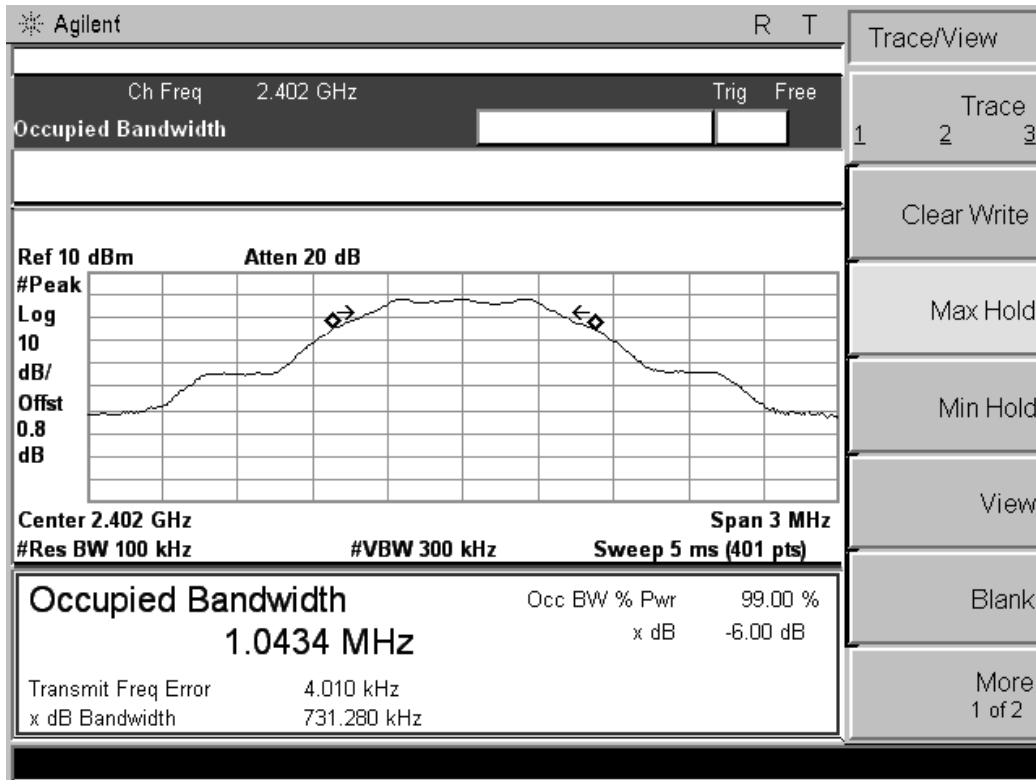 Agilent R T
Ch Freq 2.402 GHz Trig Free
Occupied Bandwidth
Ref 10 dBm Atten 20 dB
#Peak
Log
10
dB/
Offst
0.8
dB
Center 2.402 GHz Span 3 MHz
#Res BW 100 kHz #VBW 300 kHz Sweep 5 ms (401 pts)
Occupied Bandwidth
1.0434 MHz
Occ BW % Pwr 99.00 %
x dB -6.00 dB
Transmit Freq Error 4.010 kHz
x dB Bandwidth 731.280 kHz
Trace/View
Trace
1 2 3
Clear Write
Max Hold
Min Hold
View
Blank
More
1 of 2